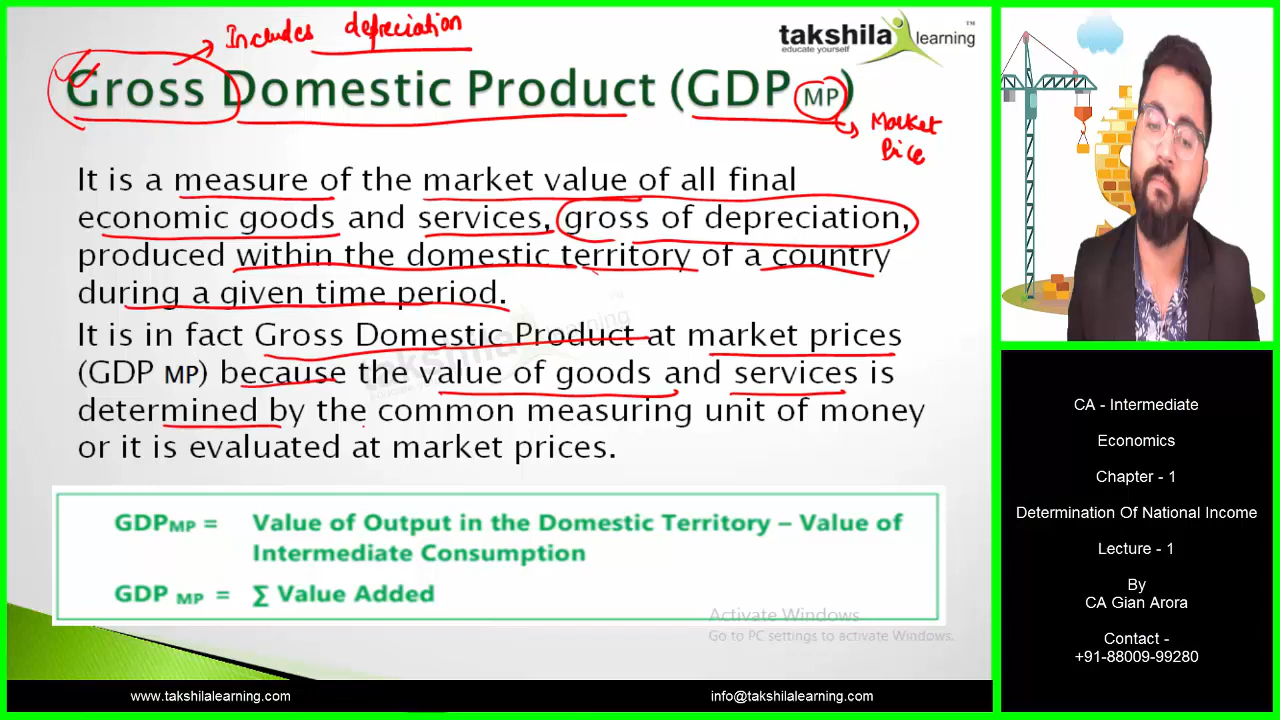 Includes depreciation
takshila learning ™
educate yourself
Gross Domestic Product (GDP MP)
Market
Price
It is a measure of the market value of all final
economic goods and services, gross of depreciation,
produced within the domestic territory of a country
during a given time period.
It is in fact Gross Domestic Product at market prices
(GDP MP) because the value of goods and services is
determined by the common measuring unit of money
or it is evaluated at market prices.
takshila learning ™
GDP MP = Value of Output in the Domestic Territory – Value of
Intermediate Consumption
GDP MP = ∑ Value Added
Activate Windows
Go to PC settings to activate Windows.
CA - Intermediate
Economics
Chapter - 1
Determination Of National Income
Lecture - 1
By
CA Gian Arora
Contact -
+91-88009-99280
www.takshilalearning.com
info@takshilalearning.com